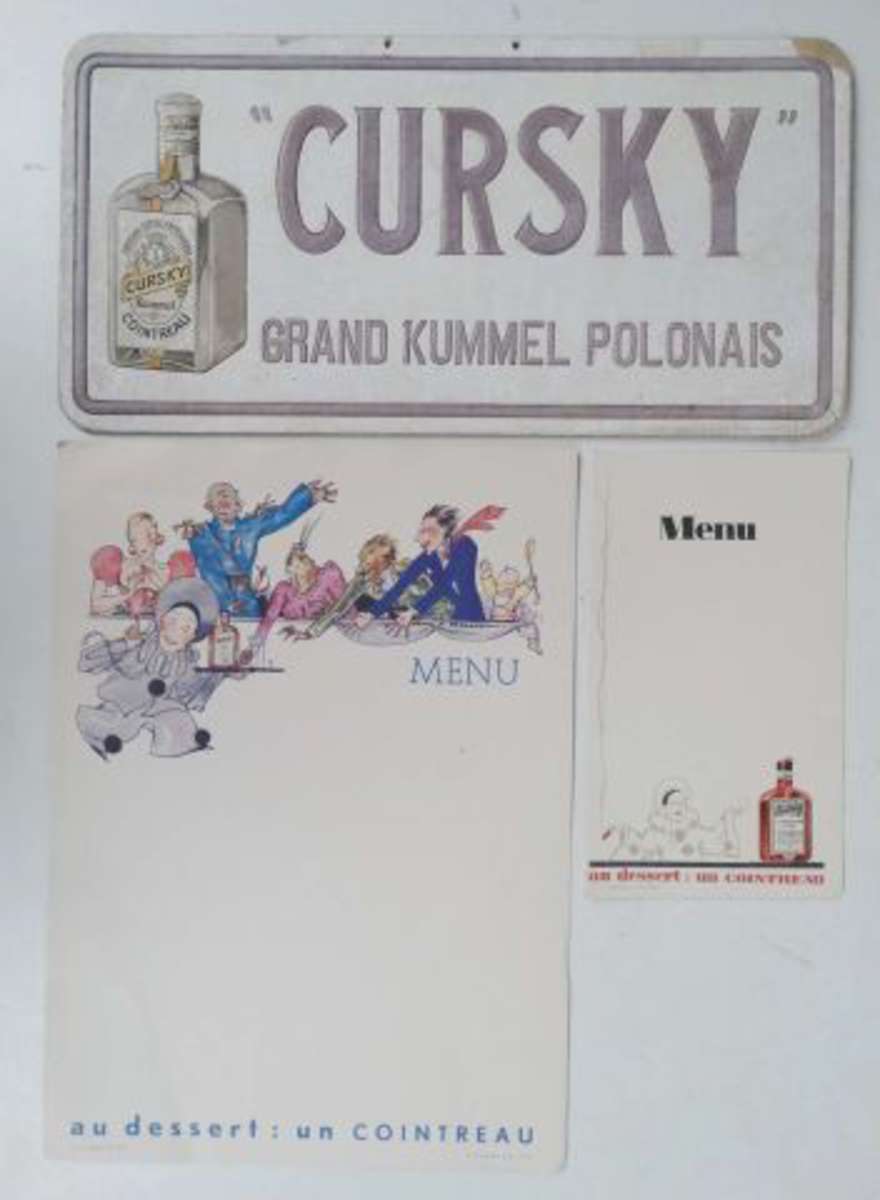 "CURSKY"
GRAND KUMMEL POLONAIS
CURSKY
COINTREAU
MENU
au dessert : un COINTREAU
Menu
au dessert : un COINTREAU